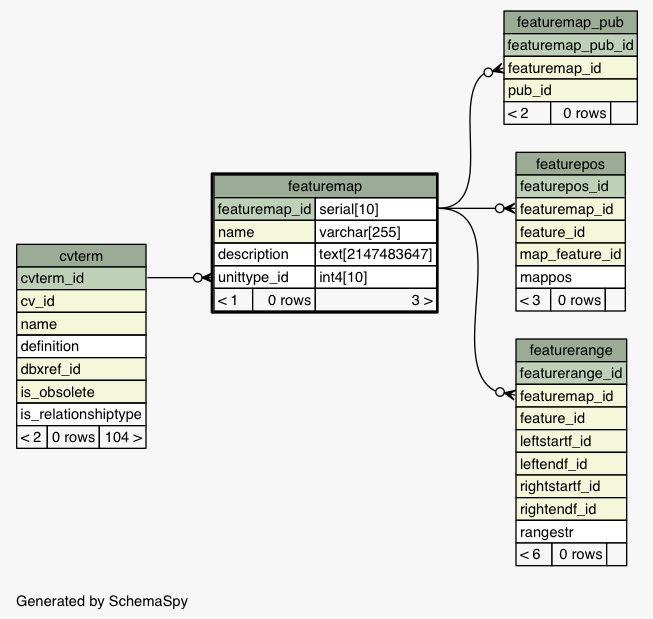 featuremap_pub
featuremap_pub_id
featuremap_id
pub_id
< 2 0 rows
featurepos
featurepos_id
featuremap_id
feature_id
map_feature_id
mappos
< 3 0 rows
featuremap
featuremap_id serial[10]
name varchar[255]
description text[2147483647]
unittype_id int4[10]
< 1 0 rows 3 >
cvterm
cvterm_id
cv_id
name
definition
dbxref_id
is_obsolete
is_relationshiptype
< 2 0 rows 104 >
featurerange
featurerange_id
featuremap_id
feature_id
leftstartf_id
leftendf_id
rightstartf_id
rightendf_id
rangestr
< 6 0 rows
Generated by SchemaSpy